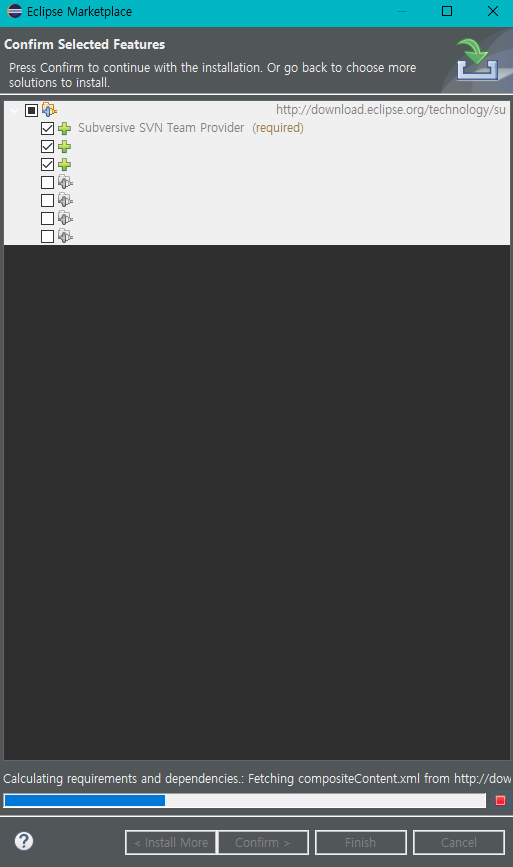 Eclipse Marketplace
Confirm Selected Features
Press Confirm to continue with the installation. Or go back to choose more
solutions to install.
http://download.eclipse.org/technology/su
Subversive SVN Team Provider (required)
Calculating requirements and dependencies.: Fetching compositeContent.xml from http://dow
< Install More
Confirm >
Finish
Cancel